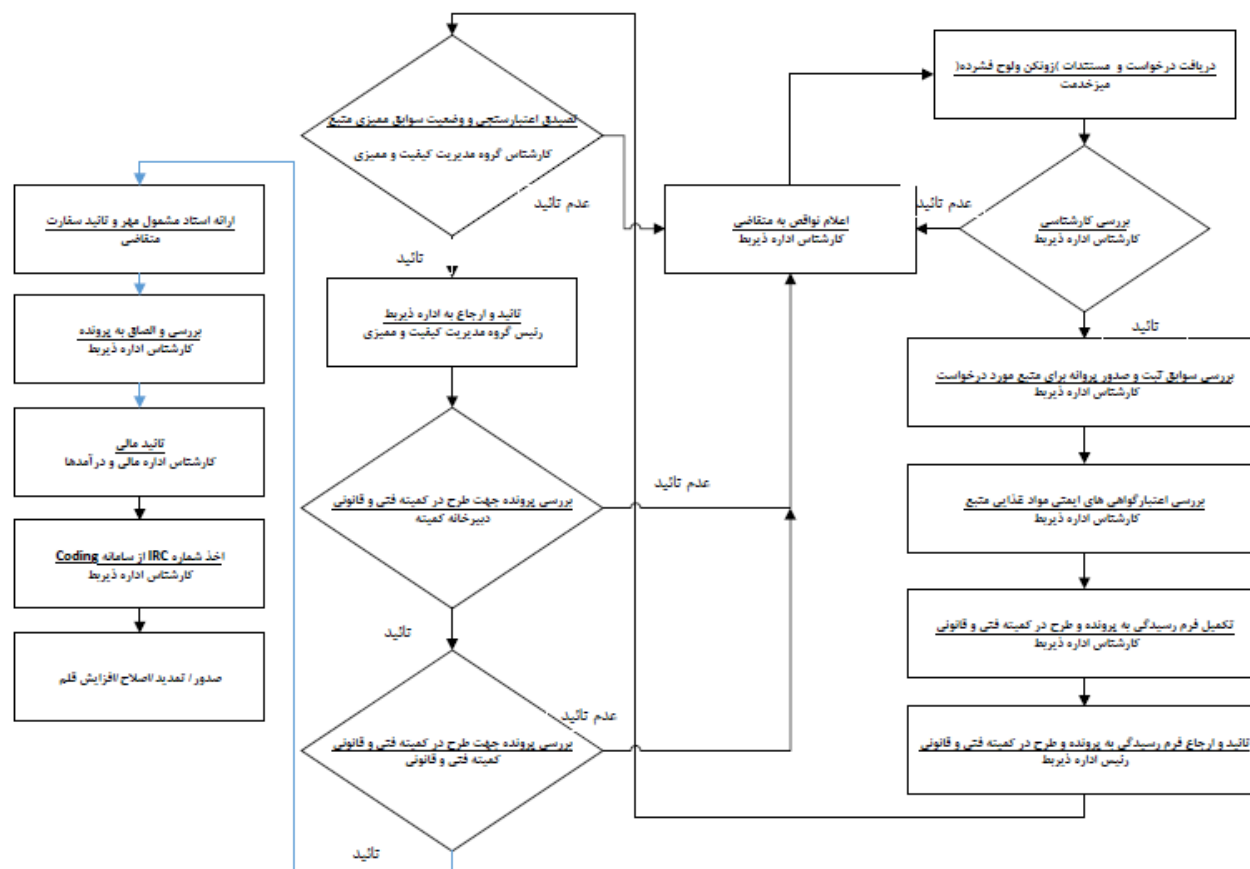 دریافت درخواست و مستندات )زونکن ولوح فشرده(
میزخدمت
بررسی کارشناسی
کارشناس اداره ذیربط
عدم تائید
تائید
اعلام نواقص به متقاضی
کارشناس اداره ذیربط
بررسی سوابق ثبت و صدور پروانه برای منبع مورد درخواست
کارشناس اداره ذیربط
بررسی اعتبارگواهی های ایمنی مواد غذایی منبع
کارشناس اداره ذیربط
تکمیل فرم رسیدگی به پرونده و طرح در کمیته فنی و قانونی
کارشناس اداره ذیربط
تائید و ارجاع فرم رسیدگی به پرونده و طرح در کمیته فنی و قانونی
رئیس اداره ذیربط
تصیدق اعتبارسنجی و وضعیت سوابق ممیزی منبع
کارشناس گروه مدیریت کیفیت و ممیزی
عدم تائید
تائید
تائید و ارجاع به اداره ذیربط
رئیس گروه مدیریت کیفیت و ممیزی
بررسی پرونده جهت طرح در کمیته فنی و قانونی
دبیرخانه کمیته
عدم تائید
تائید
بررسی پرونده جهت طرح در کمیته فنی و قانونی
کمیته فنی و قانونی
عدم تائید
تائید
ارائه اسناد مشمول مهر و تائید سفارت
متقاضی
بررسی و الصاق به پرونده
کارشناس اداره ذیربط
تائید مالی
کارشناس اداره مالی و درآمدها
اخذ شماره IRC از سامانه Coding
کارشناس اداره ذیربط
صدور/ تمدید/اصلاح/افزایش قلم